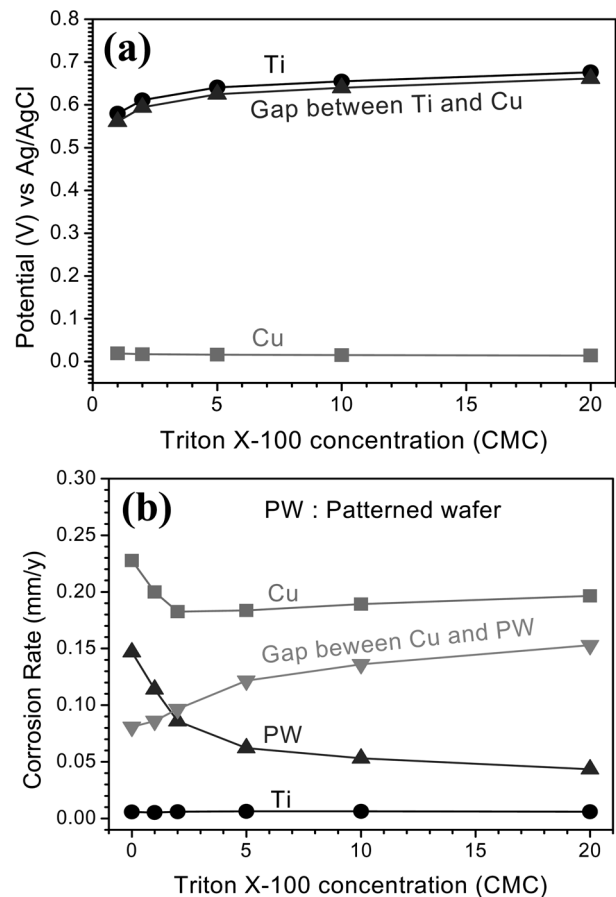 (a)
0.8
0.7
0.6
0.5
0.4
0.3
0.2
0.1
0.0
Potential (V) vs Ag/AgCl
Ti
Gap between Ti and Cu
Cu
0 5 10 15 20
Triton X-100 concentration (CMC)
(b)
PW : Patterned wafer
0.30
0.25
0.20
0.15
0.10
0.05
0.00
Corrosion Rate (mm/y)
Cu
Gap beween Cu and PW
PW
Ti
0 5 10 15 20
Triton X-100 concentration (CMC)